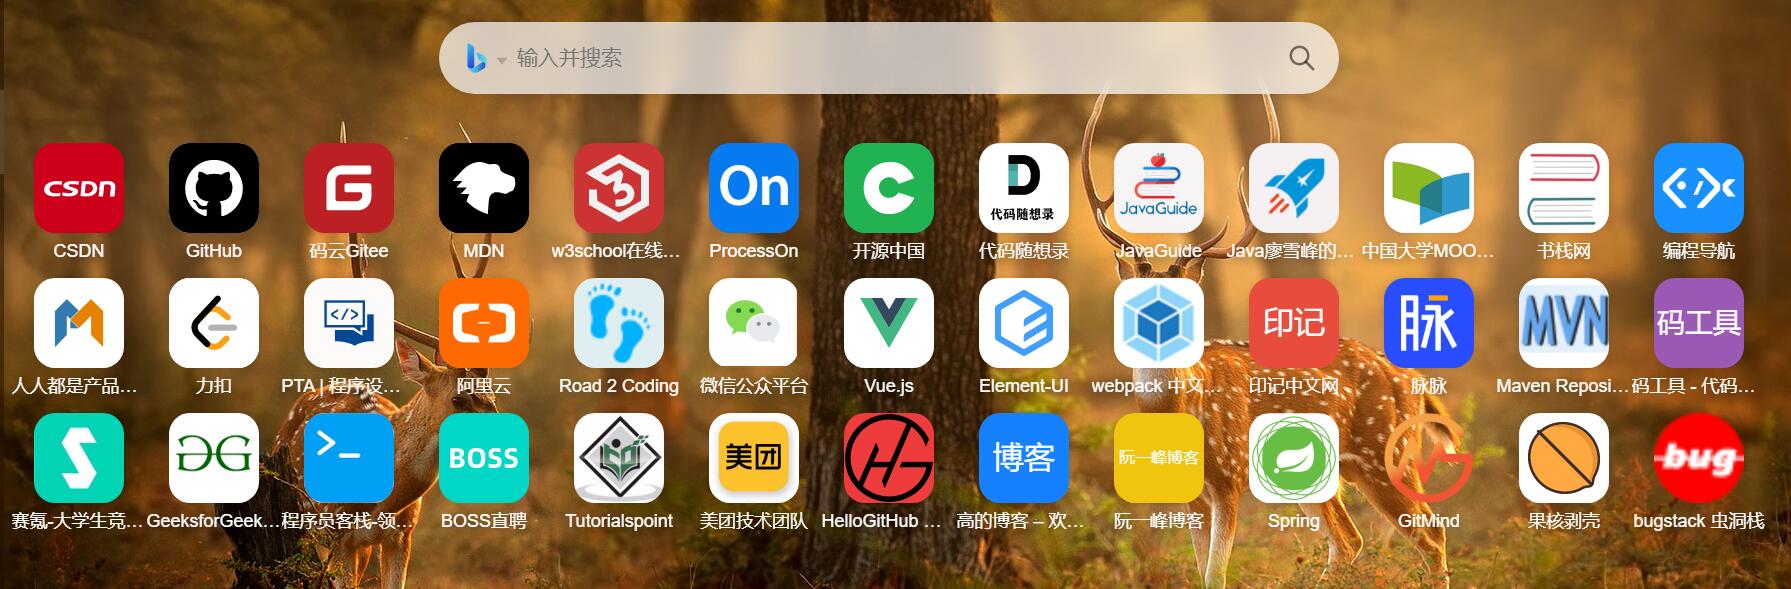 输入并搜索
CSDN
On
D
代码随想录
JavaGuide
CSDN
GitHub
码云Gitee
MDN
w3school在线...
ProcessOn
开源中国
代码随想录
JavaGuide
Java廖雪峰的...
中国大学MOO...
书栈网
编程导航
印记
脉
MVN
码工具
人人都是产品...
力扣
PTA | 程序设...
阿里云
Road 2 Coding
微信公众平台
Vue.js
Element-UI
webpack 中文...
印记中文网
脉脉
Maven Reposi...
码工具 - 代码...
BOSS
美团
博客
阮一峰博客
bug
赛氪-大学生竞...
GeeksforGeek...
程序员客栈-领...
BOSS直聘
Tutorialspoint
美团技术团队
HelloGitHub ...
高的博客 – 欢...
阮一峰博客
Spring
GitMind
果核剥壳
bugstack 虫洞栈